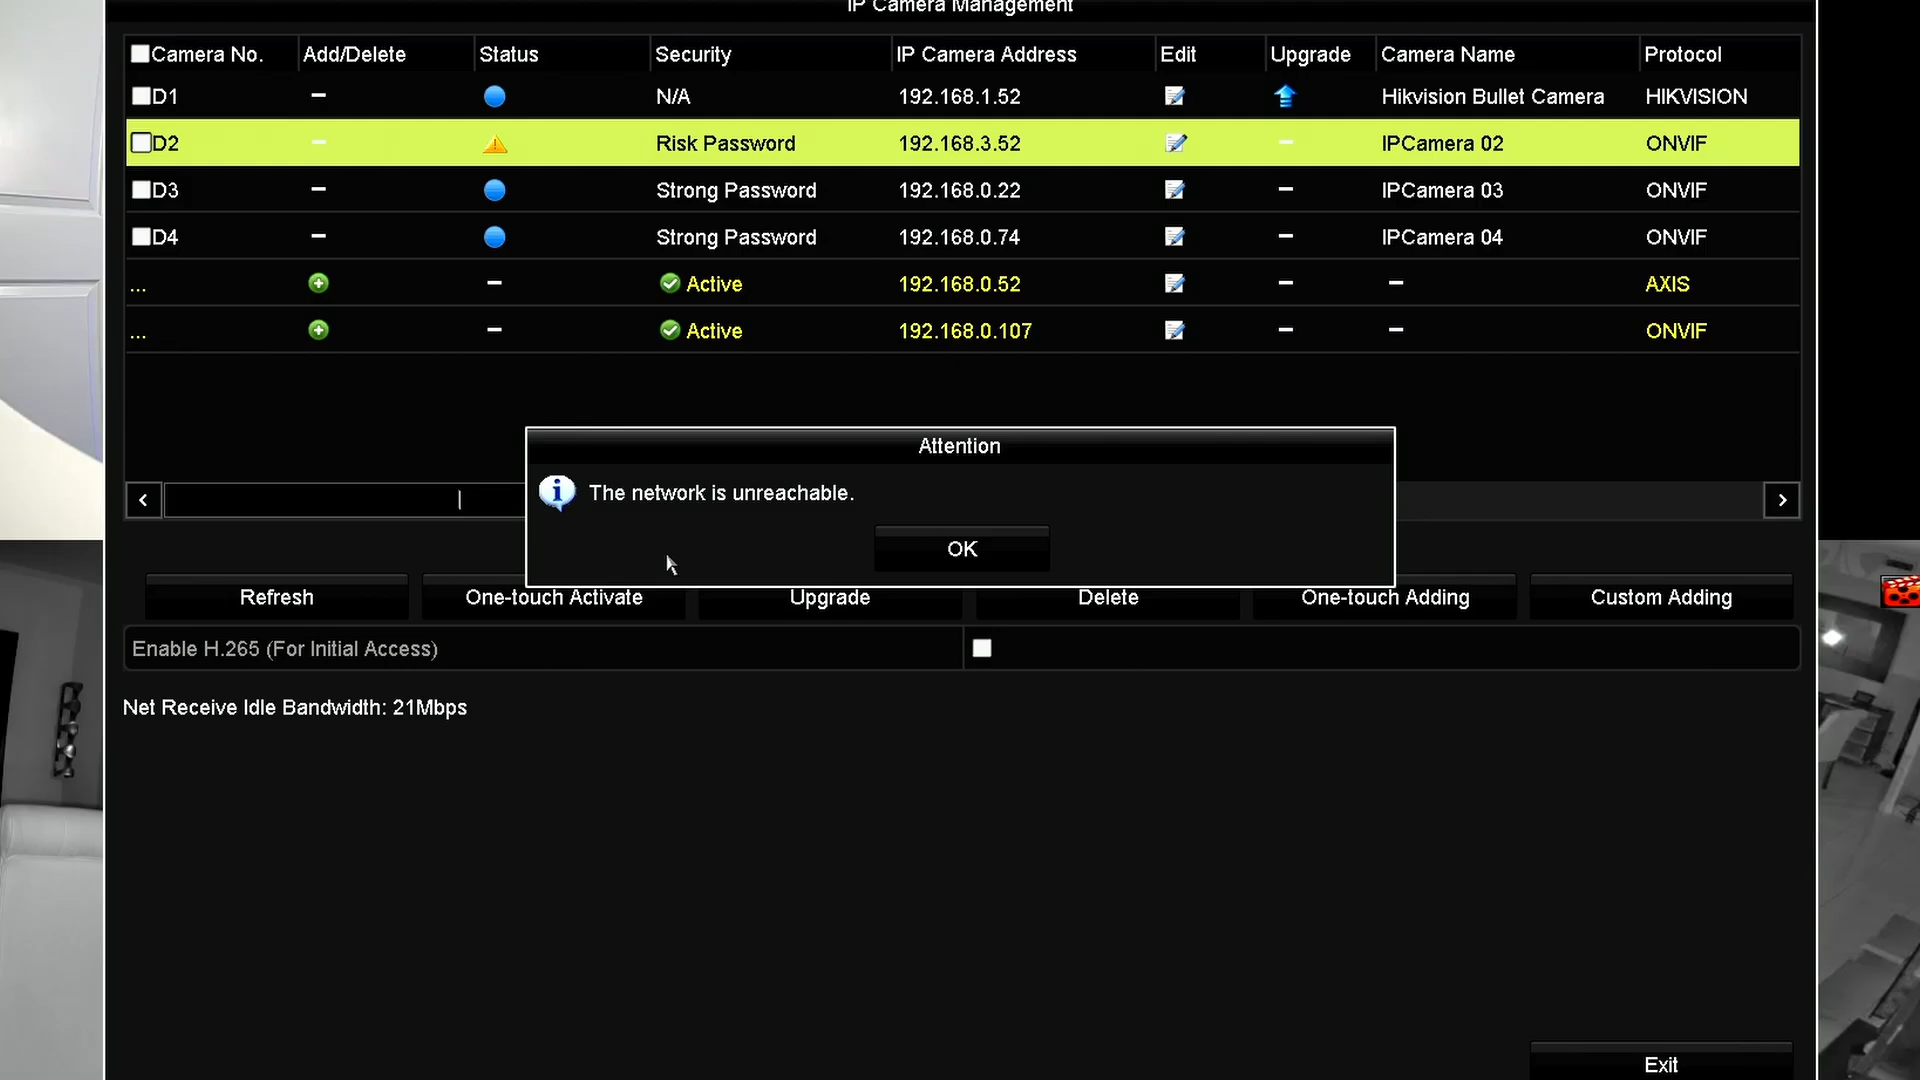 IP Camera Management
Camera No. Add/Delete Status Security IP Camera Address Edit Upgrade Camera Name Protocol
D1 – N/A 192.168.1.52 Hikvision Bullet Camera HIKVISION
D2 – Risk Password 192.168.3.52 – IPCamera 02 ONVIF
D3 – Strong Password 192.168.0.22 – IPCamera 03 ONVIF
D4 – Strong Password 192.168.0.74 – IPCamera 04 ONVIF
... – Active 192.168.0.52 – – AXIS
... – Active 192.168.0.107 – – ONVIF
Attention
The network is unreachable.
OK
Refresh One-touch Activate Upgrade Delete One-touch Adding Custom Adding
Enable H.265 (For Initial Access)
Net Receive Idle Bandwidth: 21Mbps
Exit